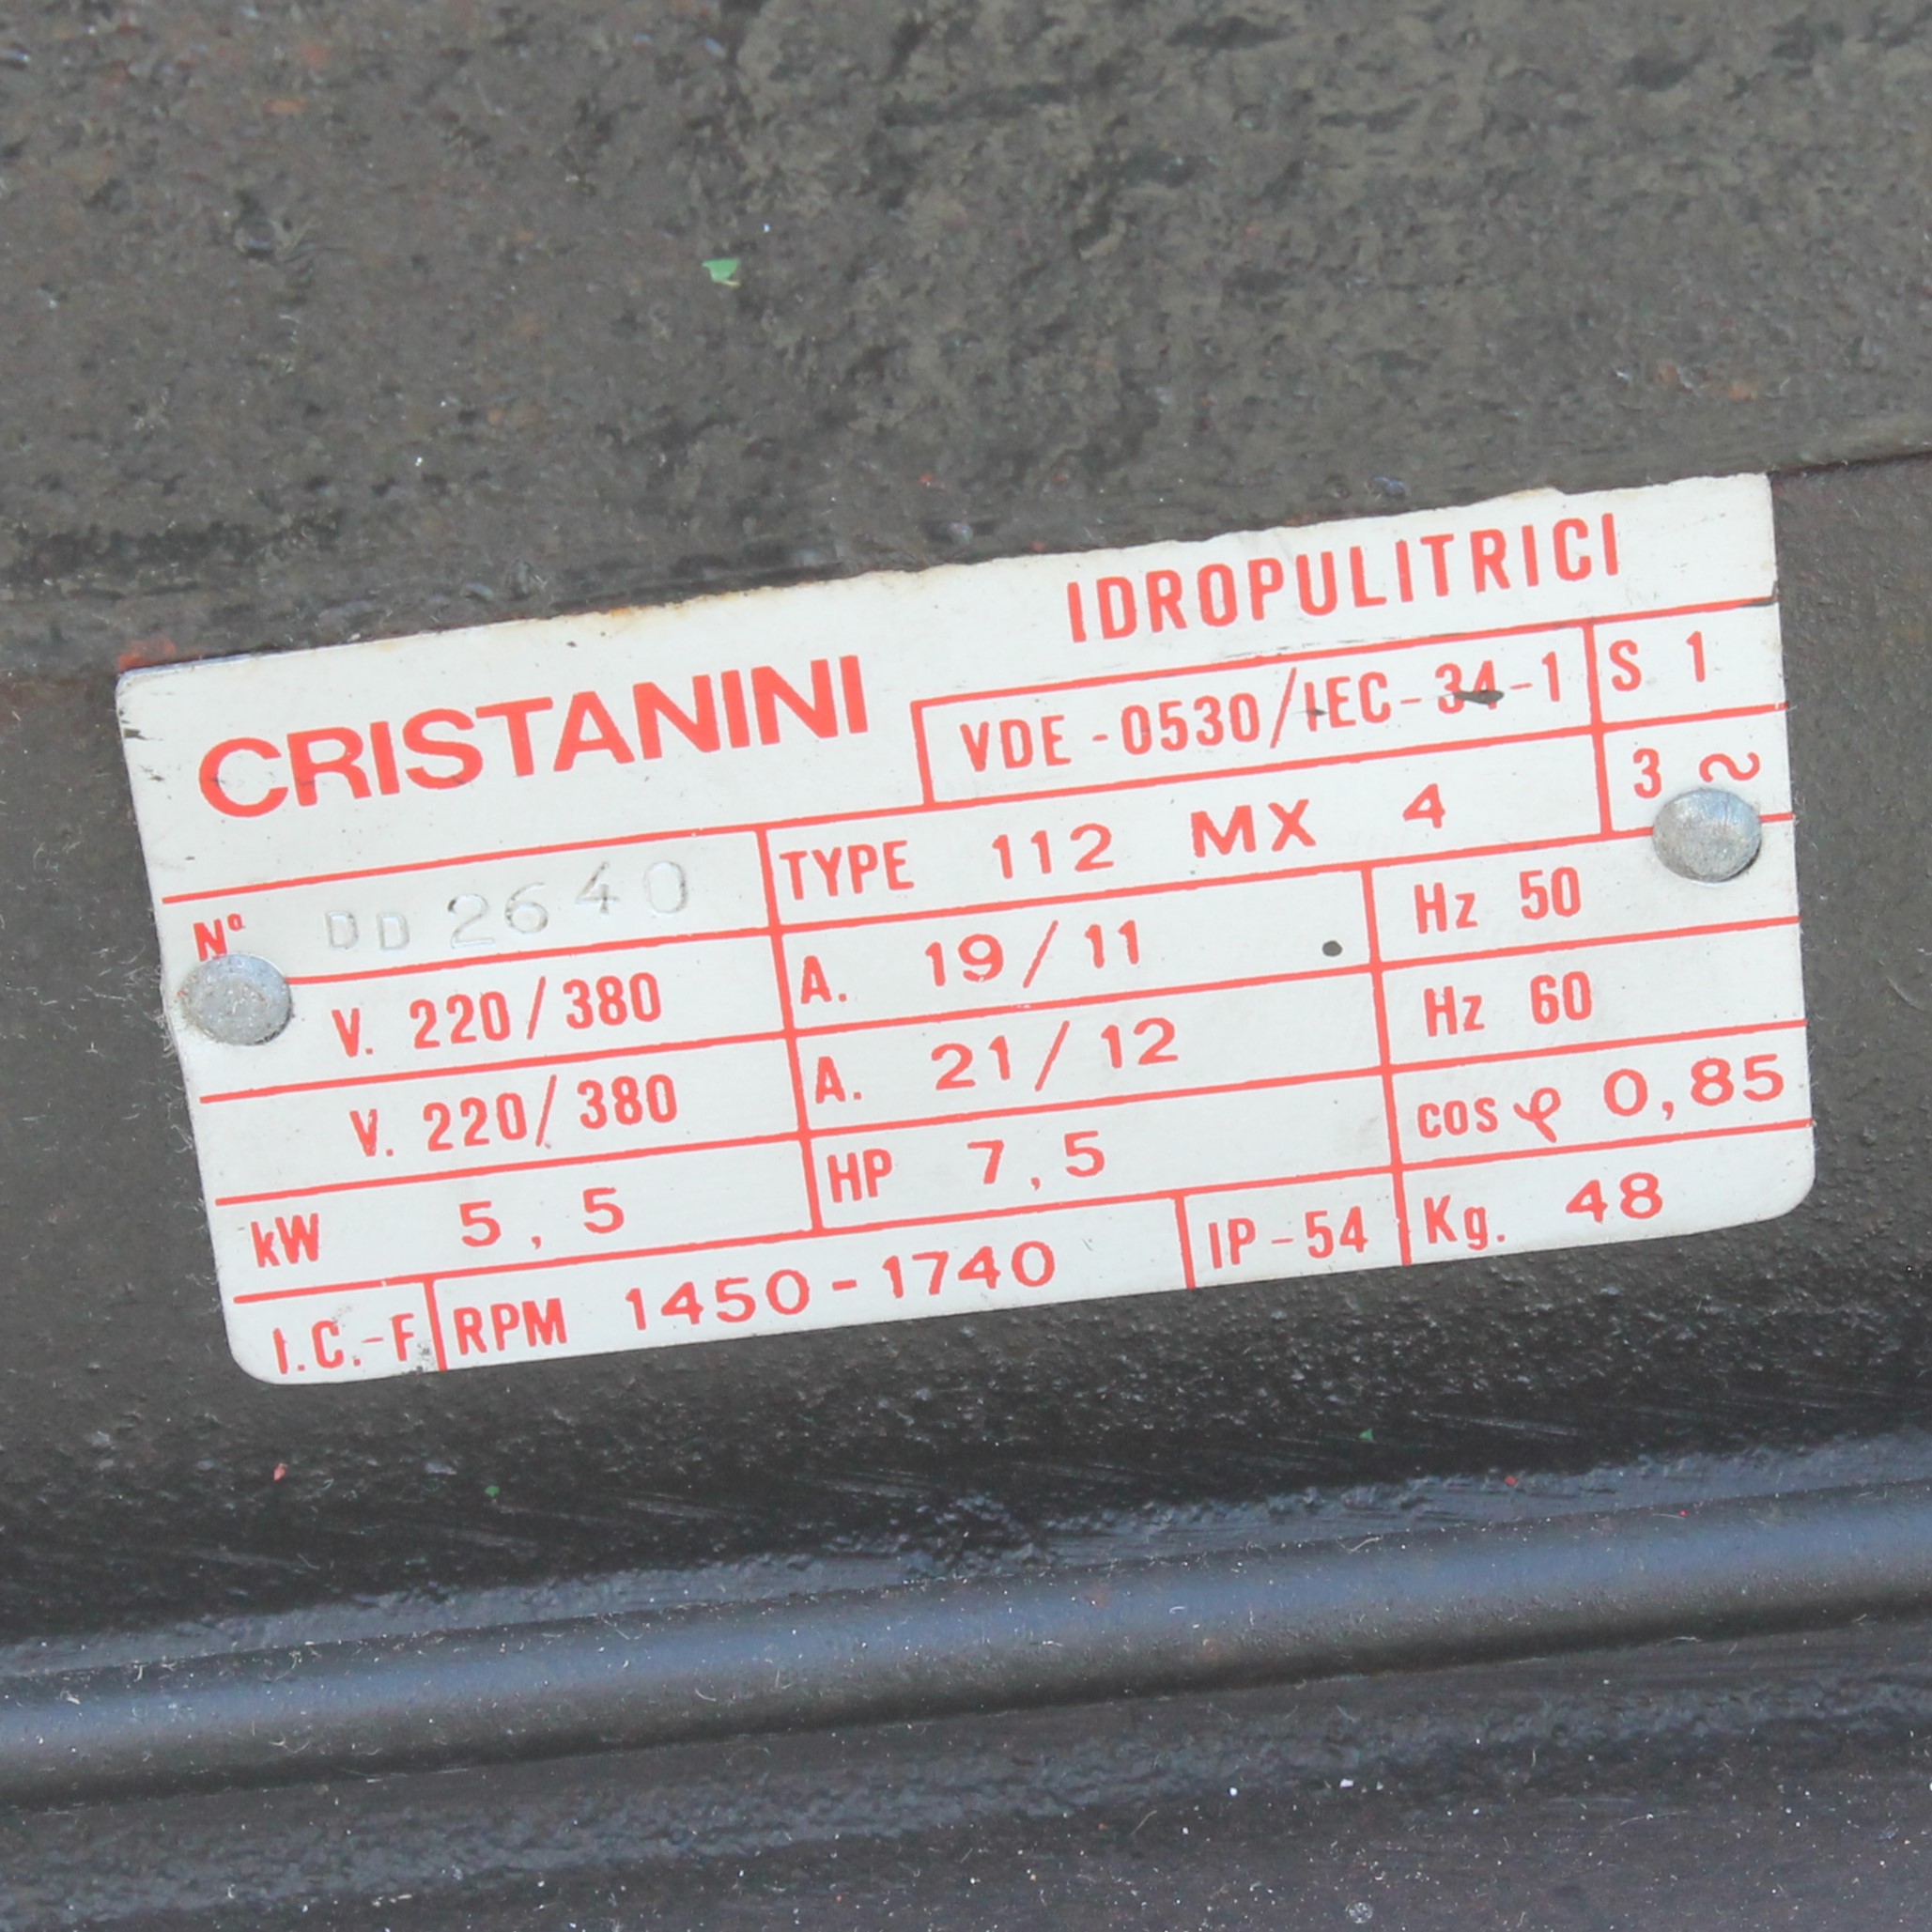 IDROPULITRICI
CRISTANINI
VDE-0530/IEC-34-1 S 1
Nº DD 2640 TYPE 112 MX 4 3 ~
V. 220/380 A. 19/11 Hz 50
V. 220/380 A. 21/12 Hz 60
kW 5,5 HP 7,5 cos φ 0,85
I.C.-F RPM 1450-1740 IP-54 Kg. 48